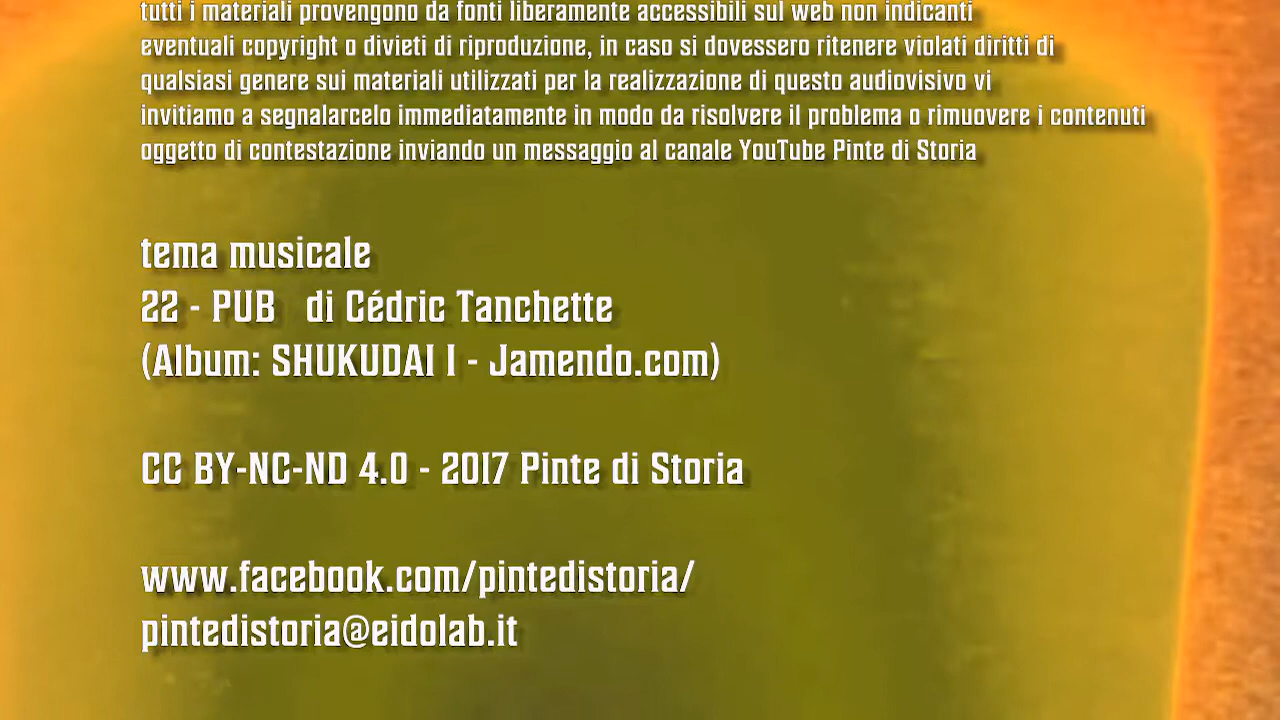 tutti i materiali provengono da fonti liberamente accessibili sul web non indicanti
eventuali copyright o divieti di riproduzione, in caso si dovessero ritenere violati diritti di
qualsiasi genere sui materiali utilizzati per la realizzazione di questo audiovisivo vi
invitiamo a segnalarcelo immediatamente in modo da risolvere il problema o rimuovere i contenuti
oggetto di contestazione inviando un messaggio al canale YouTube Pinte di Storia
tema musicale
22 - PUB di Cédric Tanchette
(Album: SHUKUDAI I - Jamendo.com)
CC BY-NC-ND 4.0 - 2017 Pinte di Storia
www.facebook.com/pintedistoria/
pintedistoria@eidolab.it